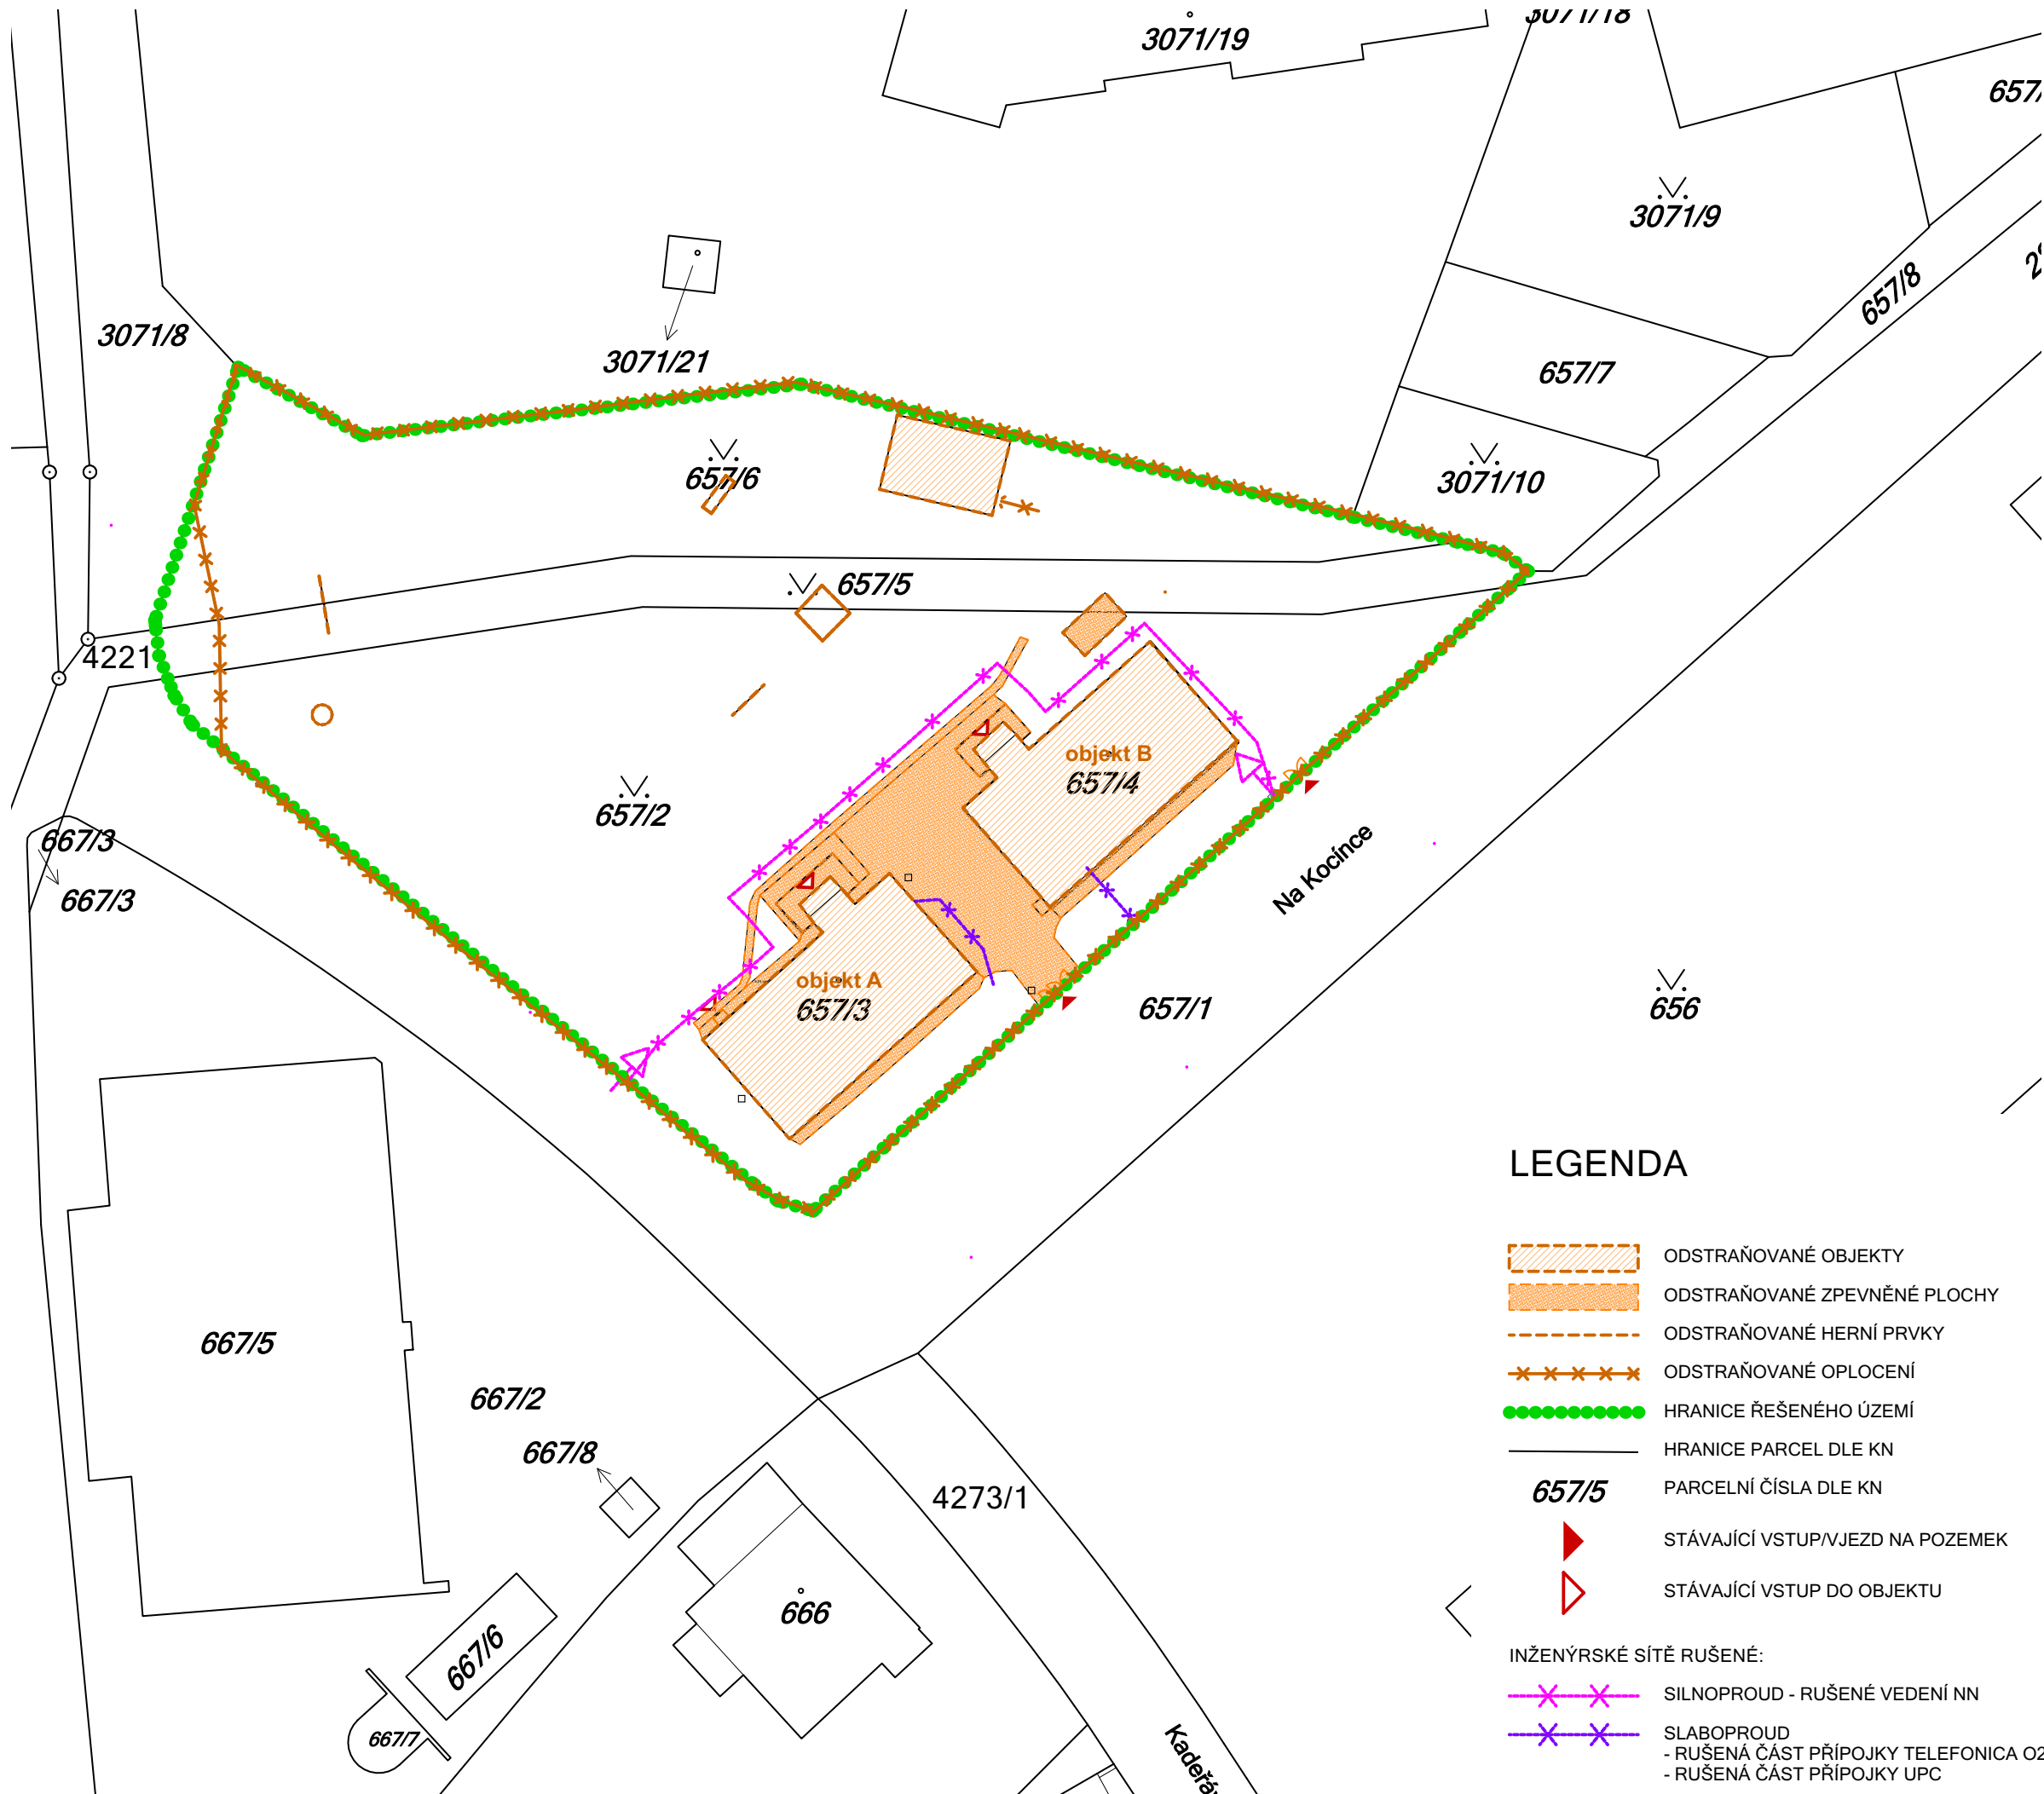 3071/18
3071/19
657/
3071/9
657/8
3071/8
3071/21
657/7
657/6
3071/10
657/5
4221
objekt B
657/4
657/2
667/3
667/3
Na Kocínce
objekt A
657/3
657/1
656
667/5
667/2
667/8
4273/1
666
667/6
667/7
LEGENDA
ODSTRAŇOVANÉ OBJEKTY
ODSTRAŇOVANÉ ZPEVNĚNÉ PLOCHY
ODSTRAŇOVANÉ HERNÍ PRVKY
ODSTRAŇOVANÉ OPLOCENÍ
HRANICE ŘEŠENÉHO ÚZEMÍ
HRANICE PARCEL DLE KN
657/5 PARCELNÍ ČÍSLA DLE KN
STÁVAJÍCÍ VSTUP/VJEZD NA POZEMEK
STÁVAJÍCÍ VSTUP DO OBJEKTU
INŽENÝRSKÉ SÍTĚ RUŠENÉ:
SILNOPROUD - RUŠENÉ VEDENÍ NN
SLABOPROUD
- RUŠENÁ ČÁST PŘÍPOJKY TELEFONICA O2
- RUŠENÁ ČÁST PŘÍPOJKY UPC